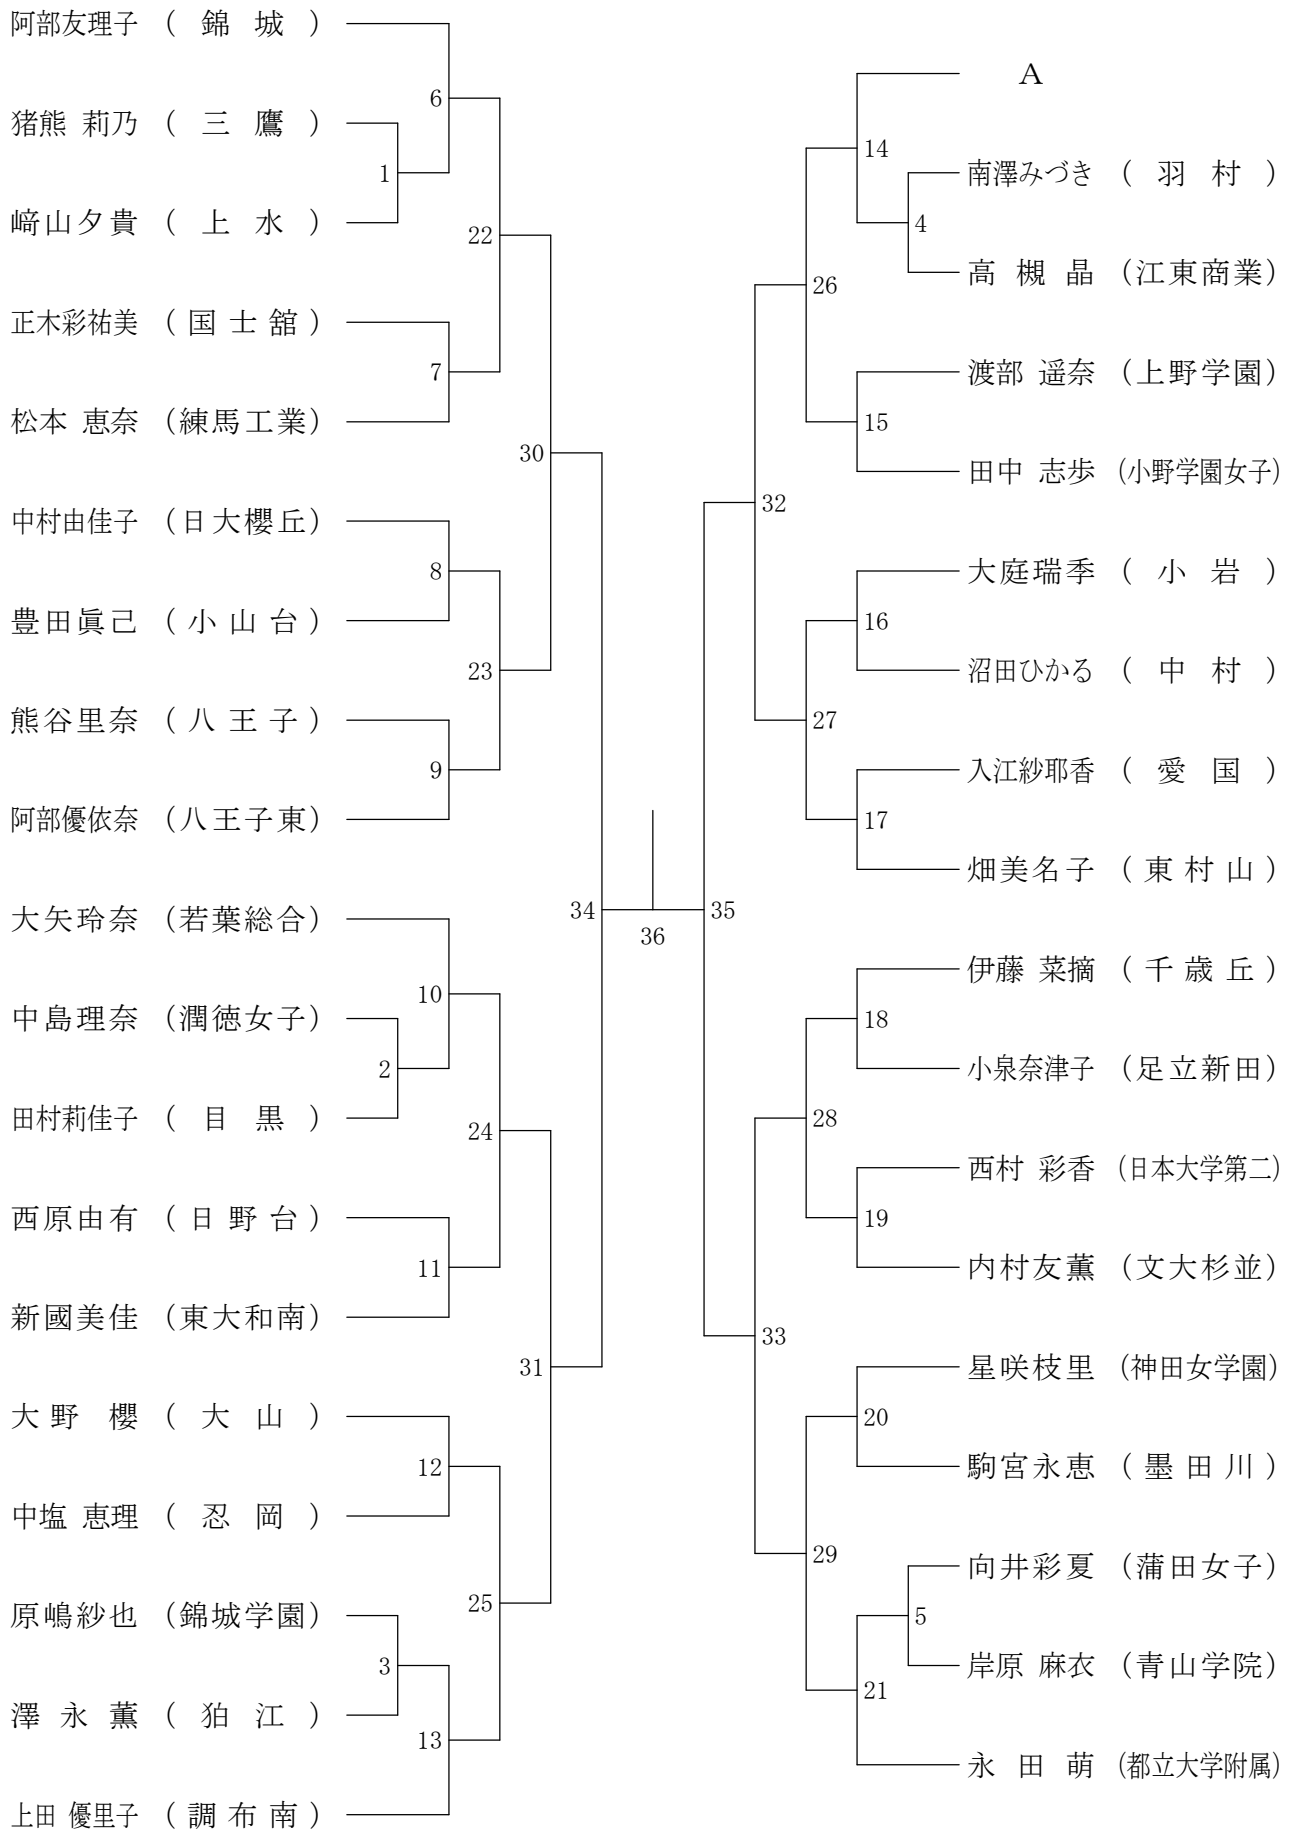 阿部友理子 （ 錦 城 ）
猪熊 莉乃 （ 三 鷹 ）
﨑山夕貴 （ 上 水 ）
正木彩祐美 （ 国 士 舘 ）
松本 恵奈 （練馬工業）
中村由佳子 （日大櫻丘）
豊田眞己 （ 小 山 台 ）
熊谷里奈 （ 八 王 子 ）
阿部優依奈 （八王子東）
大矢玲奈 （若葉総合）
中島理奈 （潤徳女子）
田村莉佳子 （ 目 黒 ）
西原由有 （ 日 野 台 ）
新國美佳 （東大和南）
大 野 櫻 （ 大 山 ）
中塩 恵理 （ 忍 岡 ）
原嶋紗也 （錦城学園）
澤 永 薫 （ 狛 江 ）
上田 優里子 （ 調 布 南 ）
6
1
22
7
30
8
23
9
34
10
2
24
11
31
12
25
3
13
36
35
14
4
26
15
32
16
27
17
18
28
19
33
20
29
5
21
A
南澤みづき （ 羽 村 ）
高 槻 晶 （江東商業）
渡部 遥奈 （上野学園）
田中 志歩 （小野学園女子）
大庭瑞季 （ 小 岩 ）
沼田ひかる （ 中 村 ）
入江紗耶香 （ 愛 国 ）
畑美名子 （ 東 村 山 ）
伊藤 菜摘 （ 千 歳 丘 ）
小泉奈津子 （足立新田）
西村 彩香 （日本大学第二）
内村友薫 （文大杉並）
星咲枝里 （神田女学園）
駒宮永恵 （ 墨 田 川 ）
向井彩夏 （蒲田女子）
岸原 麻衣 （青山学院）
永 田 萌 （都立大学附属）